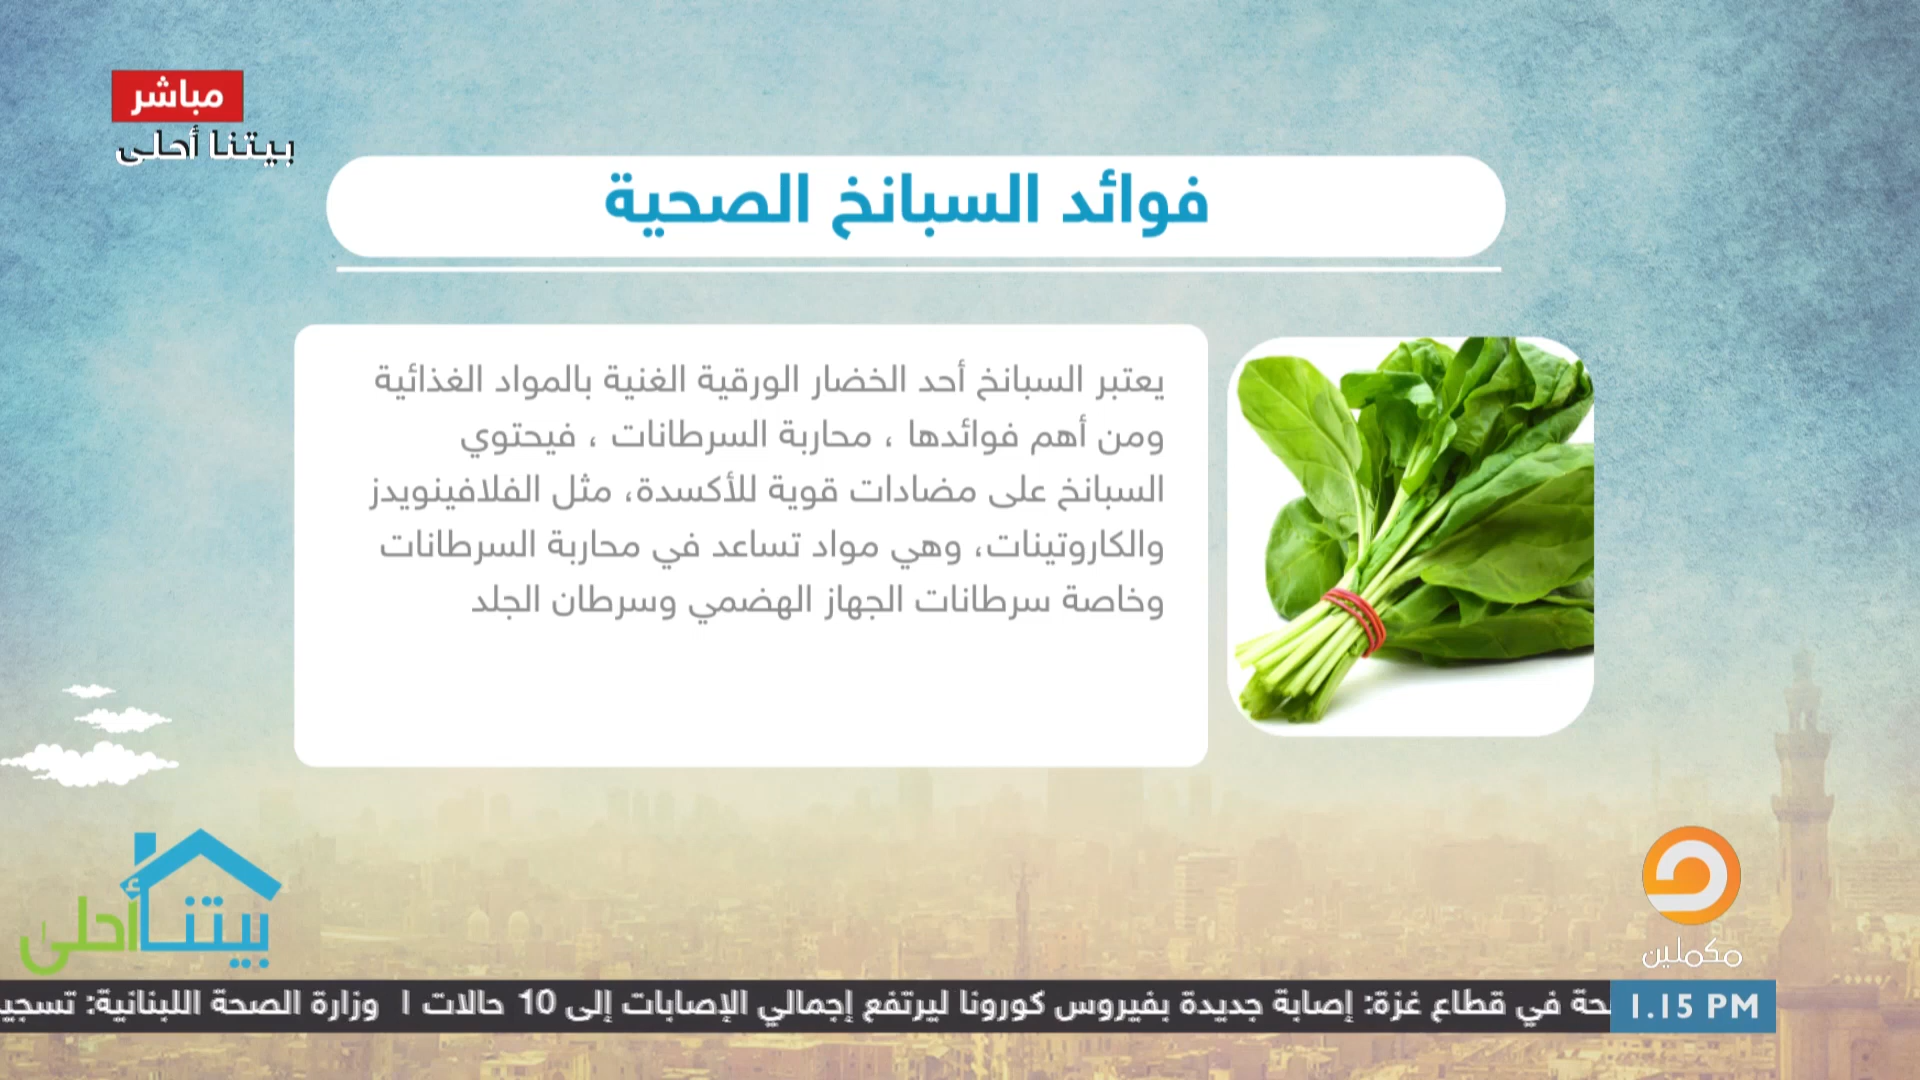 مباشر
بيتنا أحلى
فوائد السبانخ الصحية
يعتبر السبانخ أحد الخضار الورقية الغنية بالمواد الغذائية
ومن أهم فوائدها ، محاربة السرطانات ، فيحتوي
السبانخ على مضادات قوية للأكسدة، مثل الفلافينويدز
والكاروتينات، وهي مواد تساعد في محاربة السرطانات
وخاصة سرطانات الجهاز الهضمي وسرطان الجلد
بيتنا أحلى
مكملين
في قطاع غزة: إصابة جديدة بفيروس كورونا ليرتفع إجمالي الإصابات إلى 10 حالات ا وزارة الصحة اللبنانية:
1.15 PM